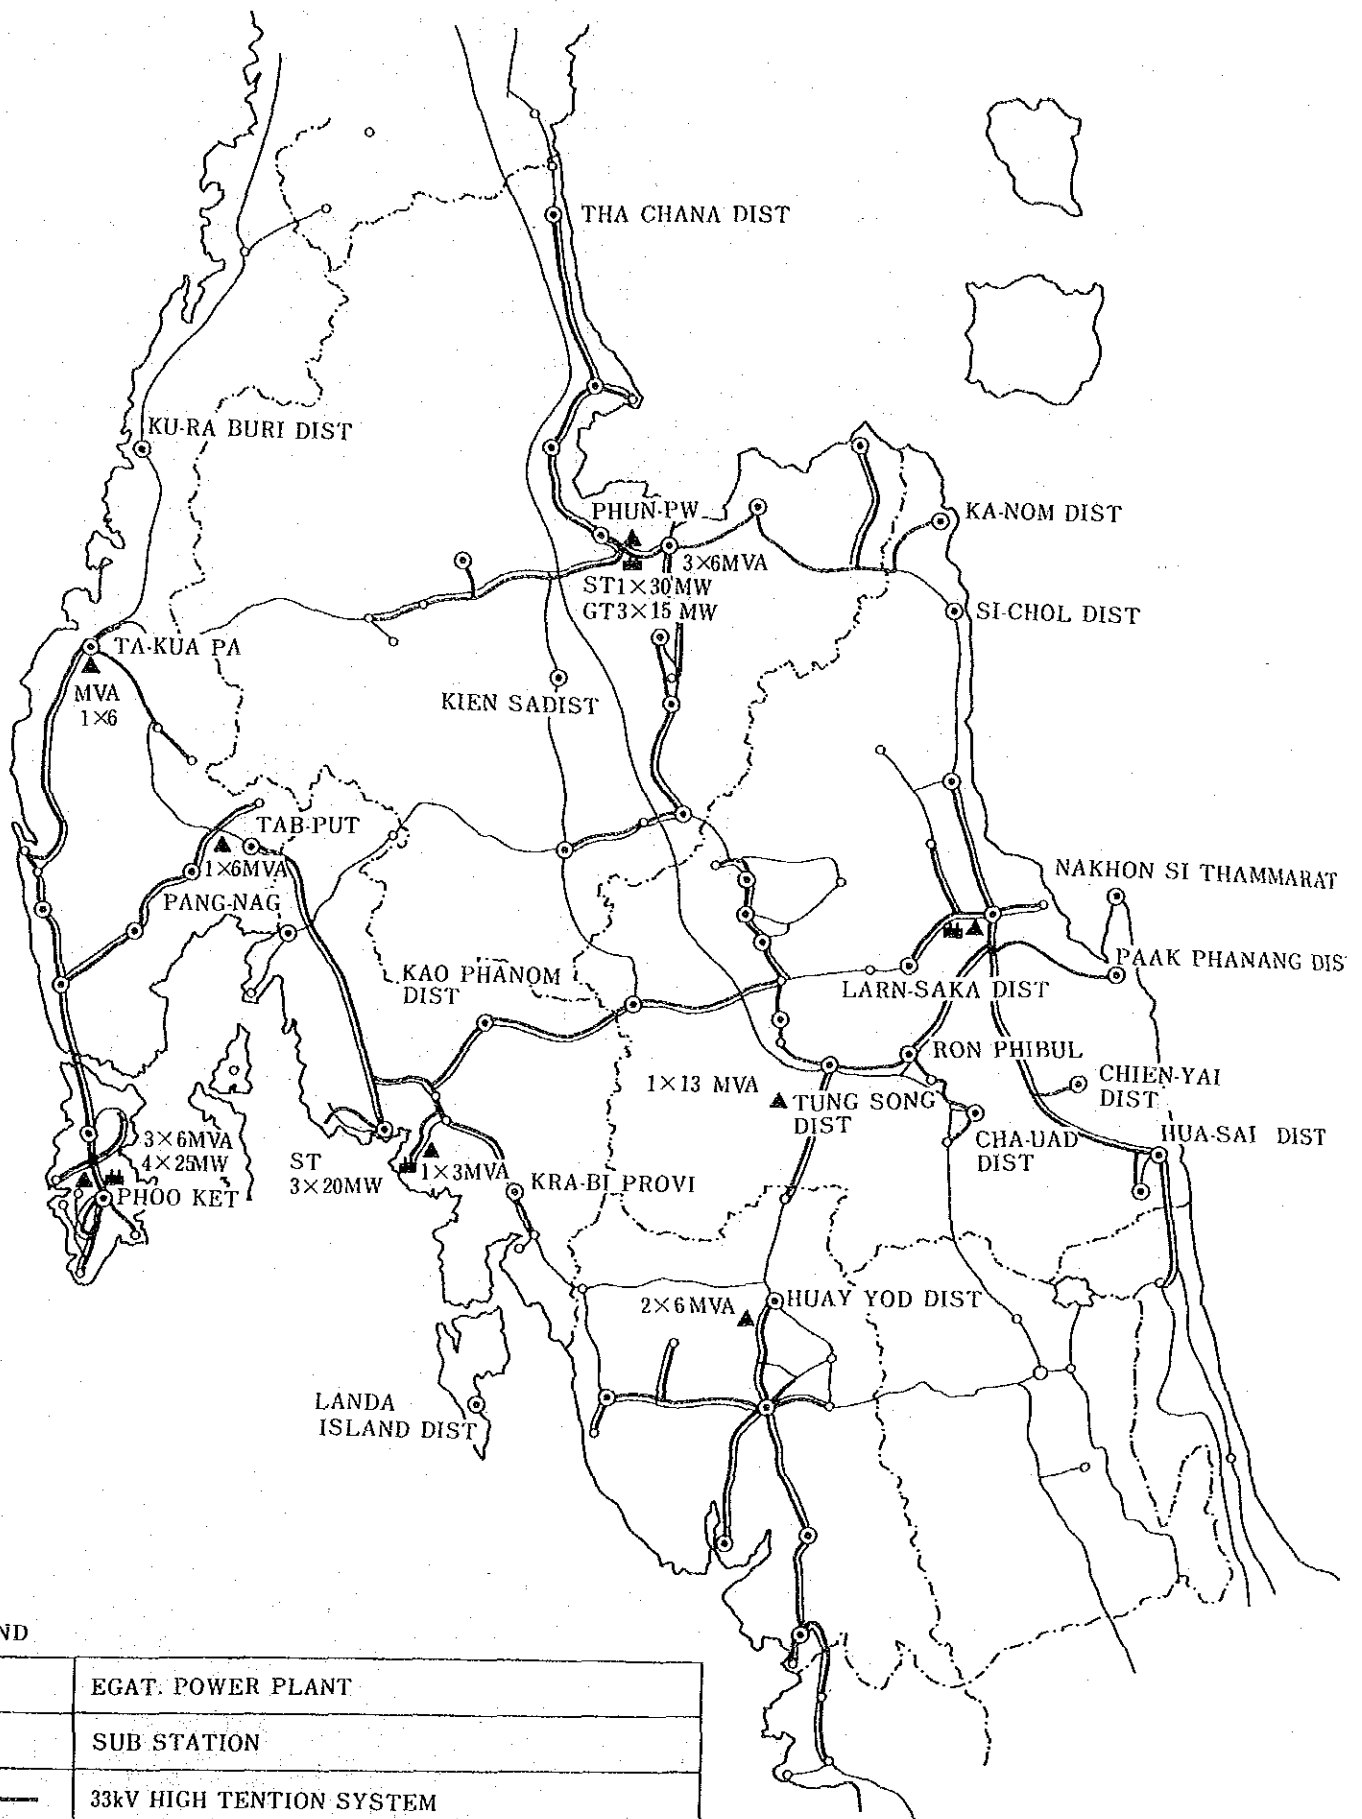 THA CHANA DIST
KU-RA BURI DIST
PHUN-PW
KA-NOM DIST
3×6MVA
ST1×30MW
GT3×15 MW
SI-CHOL DIST
TA-KUA PA
MVA
1×6
KIEN SADIST
TAB-PUT
1×6MVA
PANG-NAG
NAKHON SI THAMMARAT
KAO PHANOM
DIST
PAAK PHANANG DIS
LARN-SAKA DIST
RON PHIBUL
1×13 MVA
TUNG SONG
DIST
CHIEN-YAI
DIST
CHA-UAD
DIST
HUA-SAI DIST
3×6MVA
4×25MW
PHOO KET
ST
3×20MW
1×3MVA
KRA-BI PROVI
2×6MVA
HUAY YOD DIST
LANDA
ISLAND DIST
ND
EGAT. POWER PLANT
SUB STATION
33kV HIGH TENTION SYSTEM